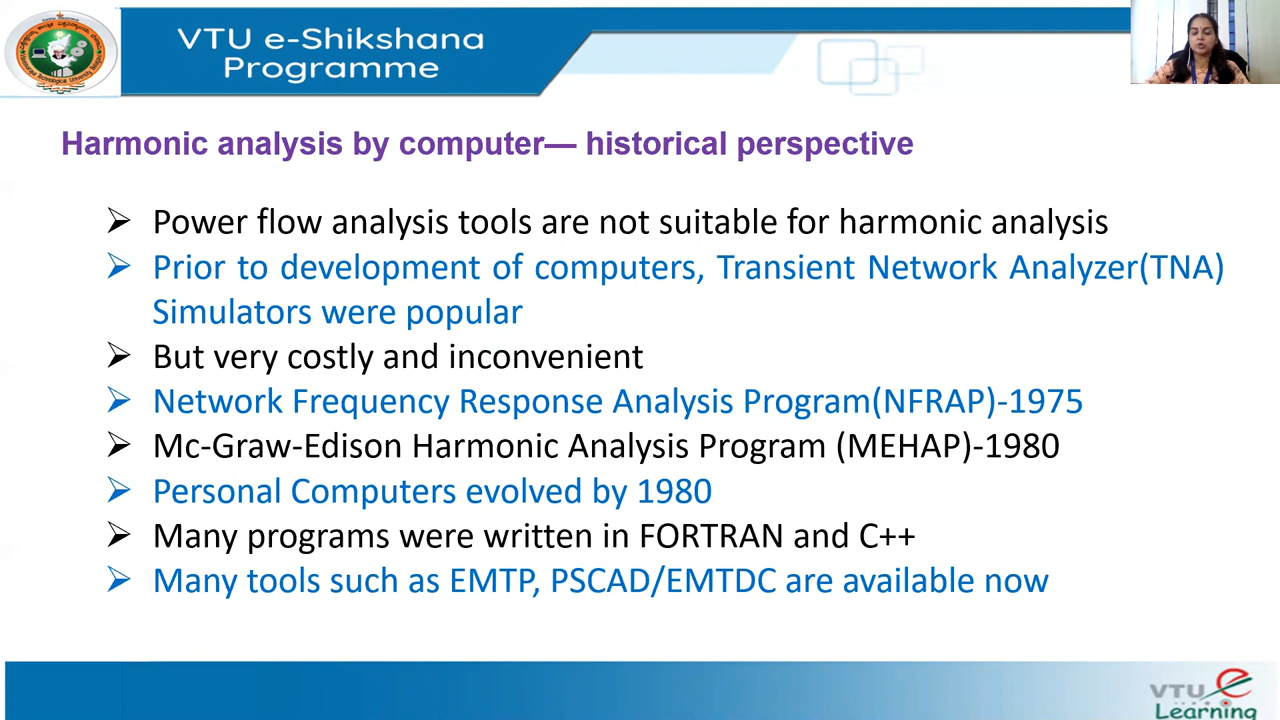 VTU e-Shikshana
Programme
Harmonic analysis by computer— historical perspective
Power flow analysis tools are not suitable for harmonic analysis
Prior to development of computers, Transient Network Analyzer(TNA)
Simulators were popular
But very costly and inconvenient
Network Frequency Response Analysis Program(NFRAP)-1975
Mc-Graw-Edison Harmonic Analysis Program (MEHAP)-1980
Personal Computers evolved by 1980
Many programs were written in FORTRAN and C++
Many tools such as EMTP, PSCAD/EMTDC are available now
VTU e
Learning